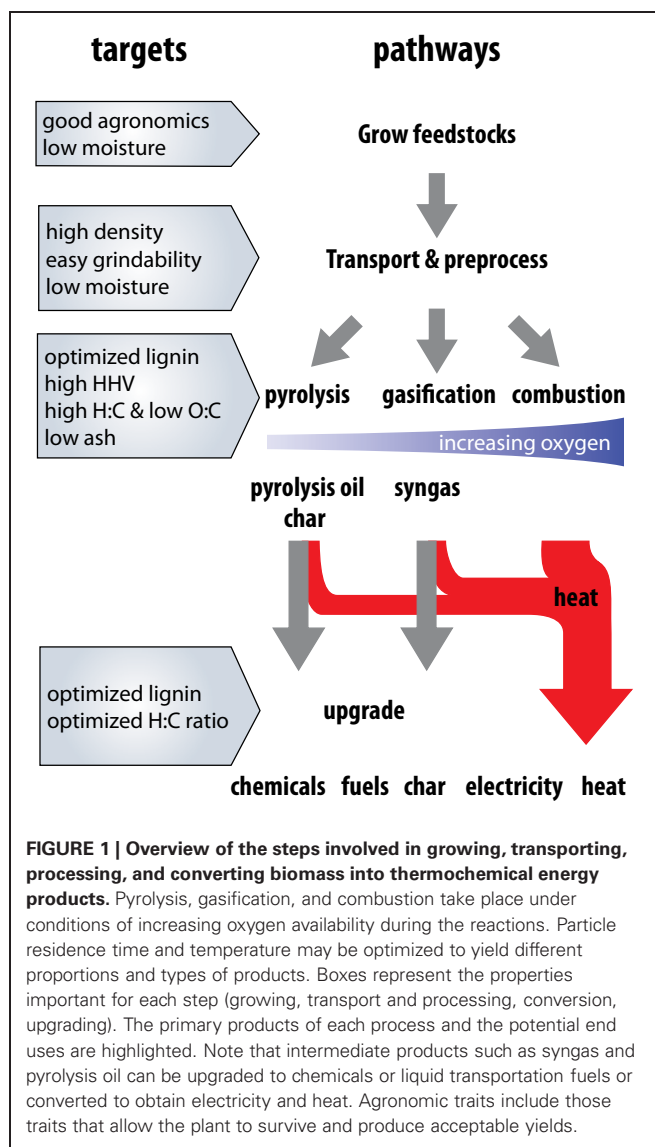 targets
pathways
good agronomics
low moisture
Grow feedstocks
high density
easy grindability
low moisture
Transport & preprocess
optimized lignin
high HHV
high H:C & low O:C
low ash
pyrolysis
gasification
combustion
increasing oxygen
pyrolysis oil
char
syngas
heat
optimized lignin
optimized H:C ratio
upgrade
chemicals fuels char electricity heat
FIGURE 1 | Overview of the steps involved in growing, transporting,
processing, and converting biomass into thermochemical energy
products. Pyrolysis, gasification, and combustion take place under
conditions of increasing oxygen availability during the reactions. Particle
residence time and temperature may be optimized to yield different
proportions and types of products. Boxes represent the properties
important for each step (growing, transport and processing, conversion,
upgrading). The primary products of each process and the potential end
uses are highlighted. Note that intermediate products such as syngas and
pyrolysis oil can be upgraded to chemicals or liquid transportation fuels or
converted to obtain electricity and heat. Agronomic traits include those
traits that allow the plant to survive and produce acceptable yields.